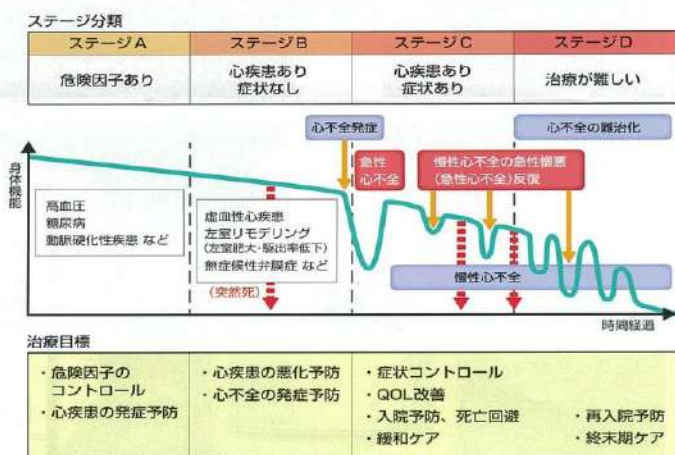 ステージ分類
ステージA
ステージB
ステージC
ステージD
危険因子あり
心疾患あり
症状なし
心疾患あり
症状あり
治療が難しい
身体機能
心不全発症
心不全の難治化
急性
心不全
慢性心不全の急性増悪
(急性心不全)反復
高血圧
糖尿病
動脈硬化性疾患 など
虚血性心疾患
左室リモデリング
(左室肥大・駆出率低下)
無症候性弁膜症 など
(突然死)
慢性心不全
時間経過
治療目標
・危険因子の
コントロール
・心疾患の発症予防
・心疾患の悪化予防
・心不全の発症予防
・症状コントロール
・QOL改善
・入院予防、死亡回避
・緩和ケア
・再入院予防
・終末期ケア